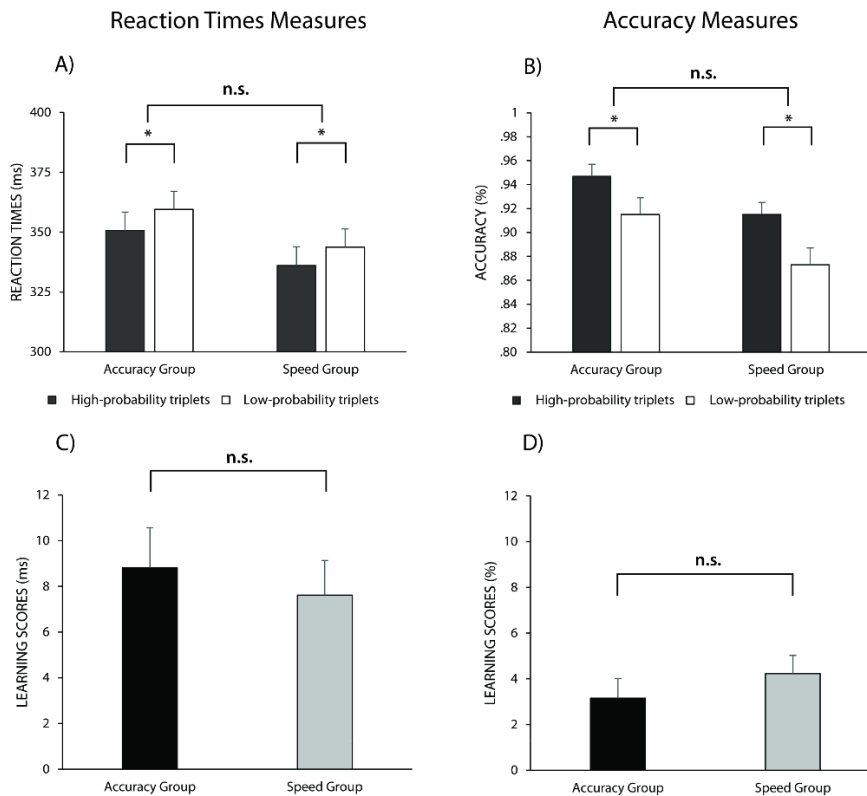 Reaction Times Measures
Accuracy Measures
A)
n.s.
*
*
400
375
350
325
300
REACTION TIMES (ms)
Accuracy Group
Speed Group
High-probability triplets
Low-probability triplets
B)
n.s.
*
*
1
.98
.96
.94
.92
.90
.88
.86
.84
.82
.80
ACCURACY (%)
Accuracy Group
Speed Group
High-probability triplets
Low-probability triplets
C)
n.s.
12
10
8
6
4
2
0
LEARNING SCORES (ms)
Accuracy Group
Speed Group
D)
n.s.
12
10
8
6
4
2
0
LEARNING SCORES (%)
Accuracy Group
Speed Group